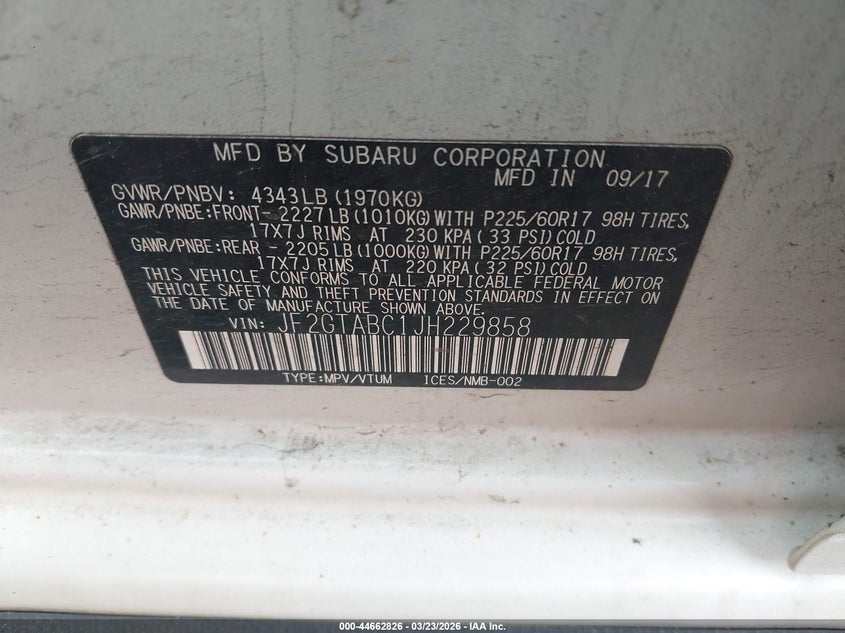 MFD BY SUBARU CORPORATION
MFD IN 09/17
GVWR/PNBV: 4343LB (1970KG)
GAWR/PNBE:FRONT- 2227LB (1010KG) WITH P225/60R17 98H TIRES,
17X7J RIMS AT 230 KPA ( 33 PSI) COLD
GAWR/PNBE:REAR - 2205LB (1000KG) WITH P225/60R17 98H TIRES,
17X7J RIMS AT 220 KPA ( 32 PSI) COLD
THIS VEHICLE CONFORMS TO ALL APPLICABLE FEDERAL MOTOR
VEHICLE SAFETY AND THEFT PREVENTION STANDARDS IN EFFECT ON
THE DATE OF MANUFACTURE SHOWN ABOVE.
VIN: JF2GTABC1JH229858
TYPE:MPV/VTUM ICES/NMB-002
000-44662826 - 03/23/2026 - IAA Inc.